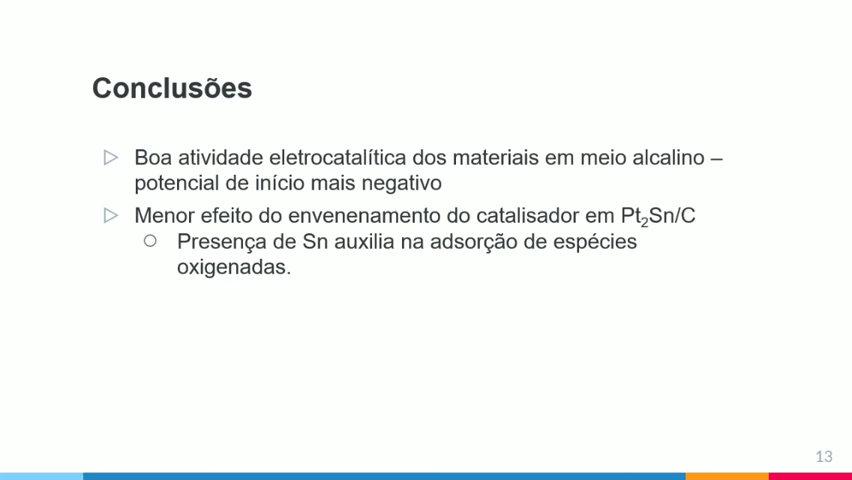 Conclusões
▷ Boa atividade eletrocatalítica dos materiais em meio alcalino –
potencial de início mais negativo
▷ Menor efeito do envenenamento do catalisador em Pt₂Sn/C
○ Presença de Sn auxilia na adsorção de espécies
oxigenadas.
13